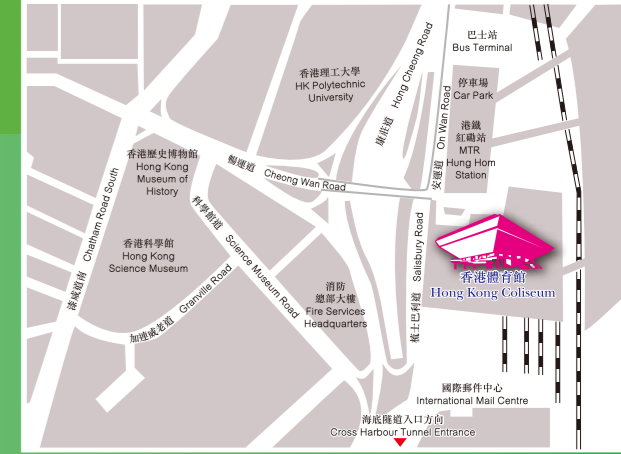 巴士站
Bus Terminal
香港理工大學
HK Polytechnic
University
康莊道 Hong Cheong Road
安運道 On Wan Road
停車場
Car Park
港鐵
紅磡站
MTR
Hung Hom
Station
香港歷史博物館
Hong Kong
Museum of
History
暢運道 Cheong Wan Road
漆咸道南 Chatham Road South
科學館道 Science Museum Road
香港科學館
Hong Kong
Science Museum
加連威老道 Granville Road
消防
總部大樓
Fire Services
Headquarters
梳士巴利道 Salisbury Road
香港體育館
Hong Kong Coliseum
國際郵件中心
International Mail Centre
海底隧道入口方向
Cross Harbour Tunnel Entrance